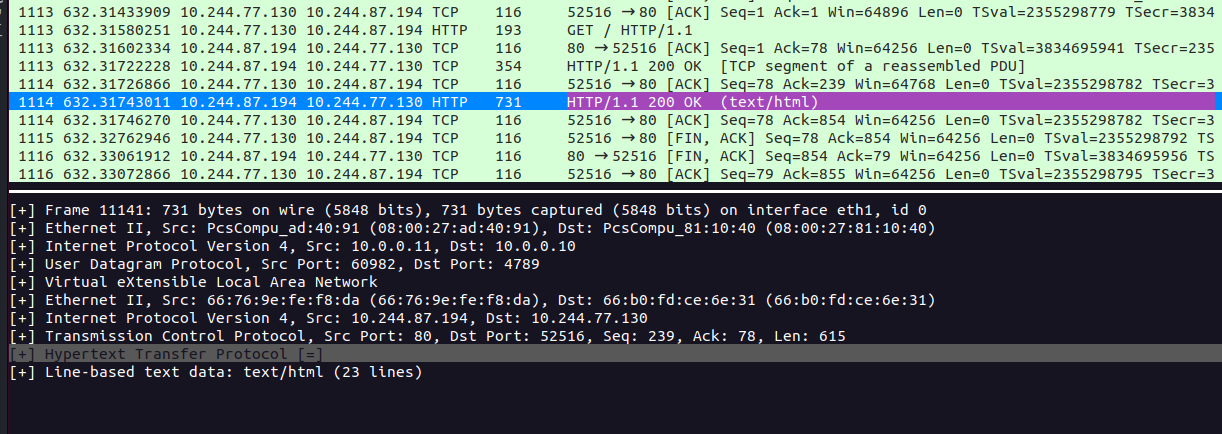 1113 632.31433909 10.244.77.130 10.244.87.194 TCP 116 52516 → 80 [ACK] Seq=1 Ack=1 Win=64896 Len=0 TSval=2355298779 TSecr=3834
1113 632.31580251 10.244.77.130 10.244.87.194 HTTP 193 GET / HTTP/1.1
1113 632.31602334 10.244.87.194 10.244.77.130 TCP 116 80 → 52516 [ACK] Seq=1 Ack=78 Win=64256 Len=0 TSval=3834695941 TSecr=235
1113 632.31722228 10.244.87.194 10.244.77.130 TCP 354 HTTP/1.1 200 OK [TCP segment of a reassembled PDU]
1114 632.31726866 10.244.77.130 10.244.87.194 TCP 116 52516 → 80 [ACK] Seq=78 Ack=239 Win=64768 Len=0 TSval=2355298782 TSecr=3
1114 632.31743011 10.244.87.194 10.244.77.130 HTTP 731 HTTP/1.1 200 OK (text/html)
1114 632.31746270 10.244.77.130 10.244.87.194 TCP 116 52516 → 80 [ACK] Seq=78 Ack=854 Win=64256 Len=0 TSval=2355298782 TSecr=3
1115 632.32762946 10.244.77.130 10.244.87.194 TCP 116 52516 → 80 [FIN, ACK] Seq=78 Ack=854 Win=64256 Len=0 TSval=2355298792 TS
1116 632.33061912 10.244.87.194 10.244.77.130 TCP 116 80 → 52516 [FIN, ACK] Seq=854 Ack=79 Win=64256 Len=0 TSval=3834695956 TS
1116 632.33072866 10.244.77.130 10.244.87.194 TCP 116 52516 → 80 [ACK] Seq=79 Ack=855 Win=64256 Len=0 TSval=2355298795 TSecr=3
[+] Frame 11141: 731 bytes on wire (5848 bits), 731 bytes captured (5848 bits) on interface eth1, id 0
[+] Ethernet II, Src: PcsCompu_ad:40:91 (08:00:27:ad:40:91), Dst: PcsCompu_81:10:40 (08:00:27:81:10:40)
[+] Internet Protocol Version 4, Src: 10.0.0.11, Dst: 10.0.0.10
[+] User Datagram Protocol, Src Port: 60982, Dst Port: 4789
[+] Virtual eXtensible Local Area Network
[+] Ethernet II, Src: 66:76:9e:fe:f8:da (66:76:9e:fe:f8:da), Dst: 66:b0:fd:ce:6e:31 (66:b0:fd:ce:6e:31)
[+] Internet Protocol Version 4, Src: 10.244.87.194, Dst: 10.244.77.130
[+] Transmission Control Protocol, Src Port: 80, Dst Port: 52516, Seq: 239, Ack: 78, Len: 615
[+] Hypertext Transfer Protocol [=]
[+] Line-based text data: text/html (23 lines)